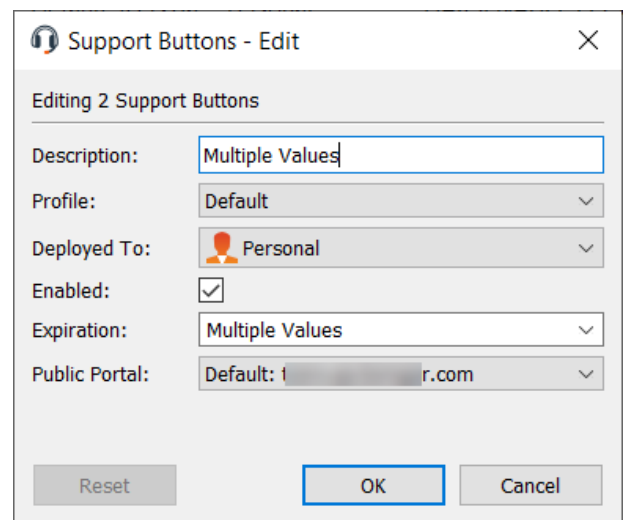 Support Buttons - Edit
Editing 2 Support Buttons
Description: Multiple Values
Profile: Default
Deployed To: Personal
Enabled:
Expiration: Multiple Values
Public Portal: Default: r.com
Reset OK Cancel